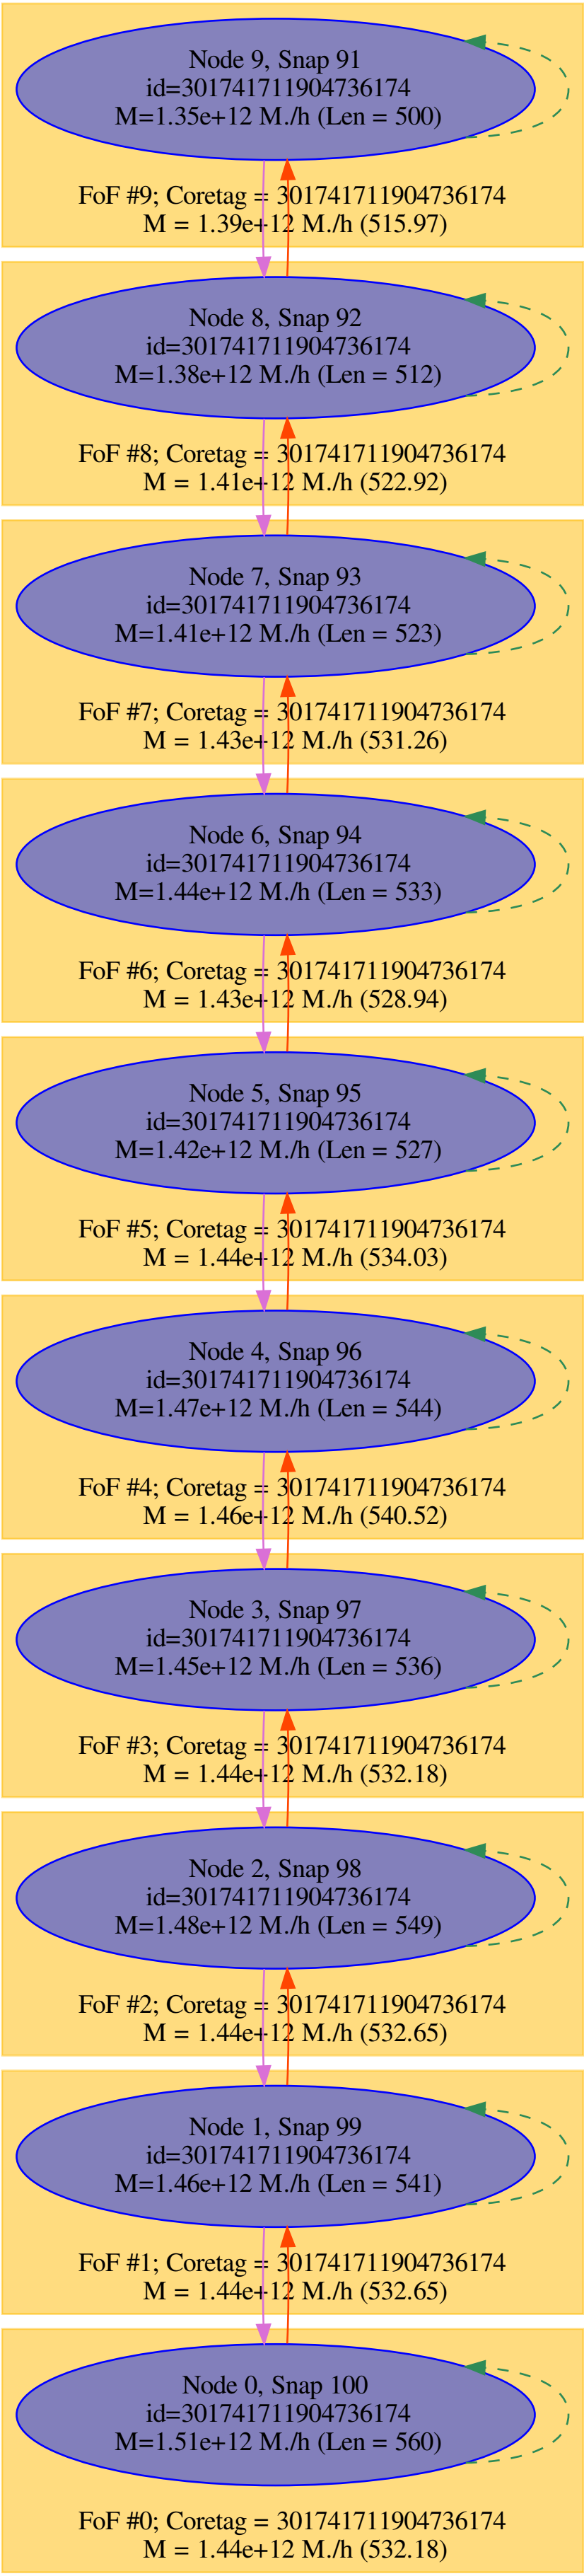 Node 9, Snap 91
id=301741711904736174
M=1.35e+12 M./h (Len = 500)
FoF #9; Coretag = 301741711904736174
M = 1.39e+12 M./h (515.97)
Node 8, Snap 92
id=301741711904736174
M=1.38e+12 M./h (Len = 512)
FoF #8; Coretag = 301741711904736174
M = 1.41e+12 M./h (522.92)
Node 7, Snap 93
id=301741711904736174
M=1.41e+12 M./h (Len = 523)
FoF #7; Coretag = 301741711904736174
M = 1.43e+12 M./h (531.26)
Node 6, Snap 94
id=301741711904736174
M=1.44e+12 M./h (Len = 533)
FoF #6; Coretag = 301741711904736174
M = 1.43e+12 M./h (528.94)
Node 5, Snap 95
id=301741711904736174
M=1.42e+12 M./h (Len = 527)
FoF #5; Coretag = 301741711904736174
M = 1.44e+12 M./h (534.03)
Node 4, Snap 96
id=301741711904736174
M=1.47e+12 M./h (Len = 544)
FoF #4; Coretag = 301741711904736174
M = 1.46e+12 M./h (540.52)
Node 3, Snap 97
id=301741711904736174
M=1.45e+12 M./h (Len = 536)
FoF #3; Coretag = 301741711904736174
M = 1.44e+12 M./h (532.18)
Node 2, Snap 98
id=301741711904736174
M=1.48e+12 M./h (Len = 549)
FoF #2; Coretag = 301741711904736174
M = 1.44e+12 M./h (532.65)
Node 1, Snap 99
id=301741711904736174
M=1.46e+12 M./h (Len = 541)
FoF #1; Coretag = 301741711904736174
M = 1.44e+12 M./h (532.65)
Node 0, Snap 100
id=301741711904736174
M=1.51e+12 M./h (Len = 560)
FoF #0; Coretag = 301741711904736174
M = 1.44e+12 M./h (532.18)